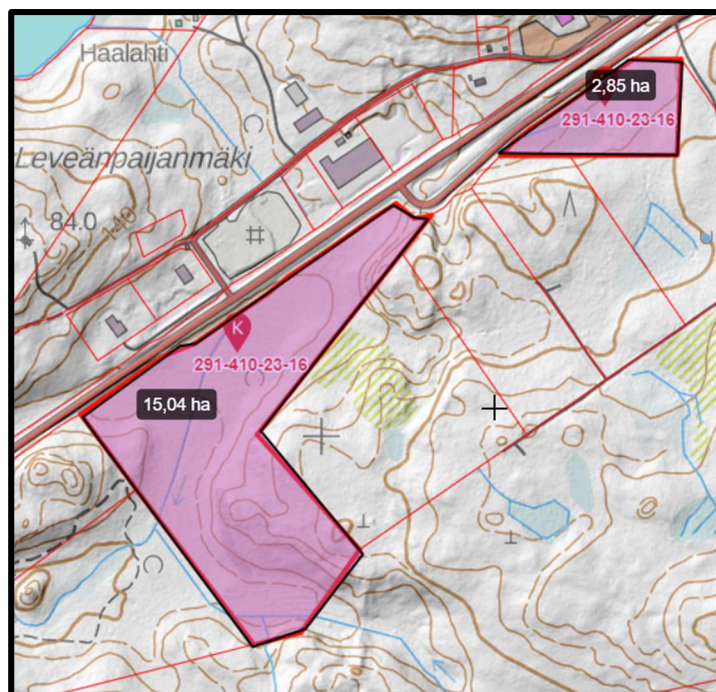 Haalahti
2,85 ha
291-410-23-16
Leveänpaijanmäki
84.0
140
K
291-410-23-16
15,04 ha